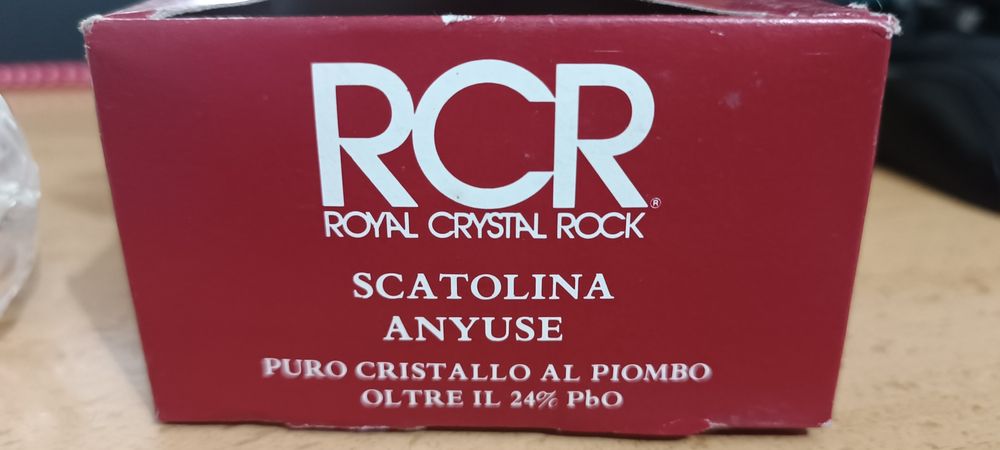 RCR®
ROYAL CRYSTAL ROCK
SCATOLINA
ANYUSE
PURO CRISTALLO AL PIOMBO
OLTRE IL 24% PbO